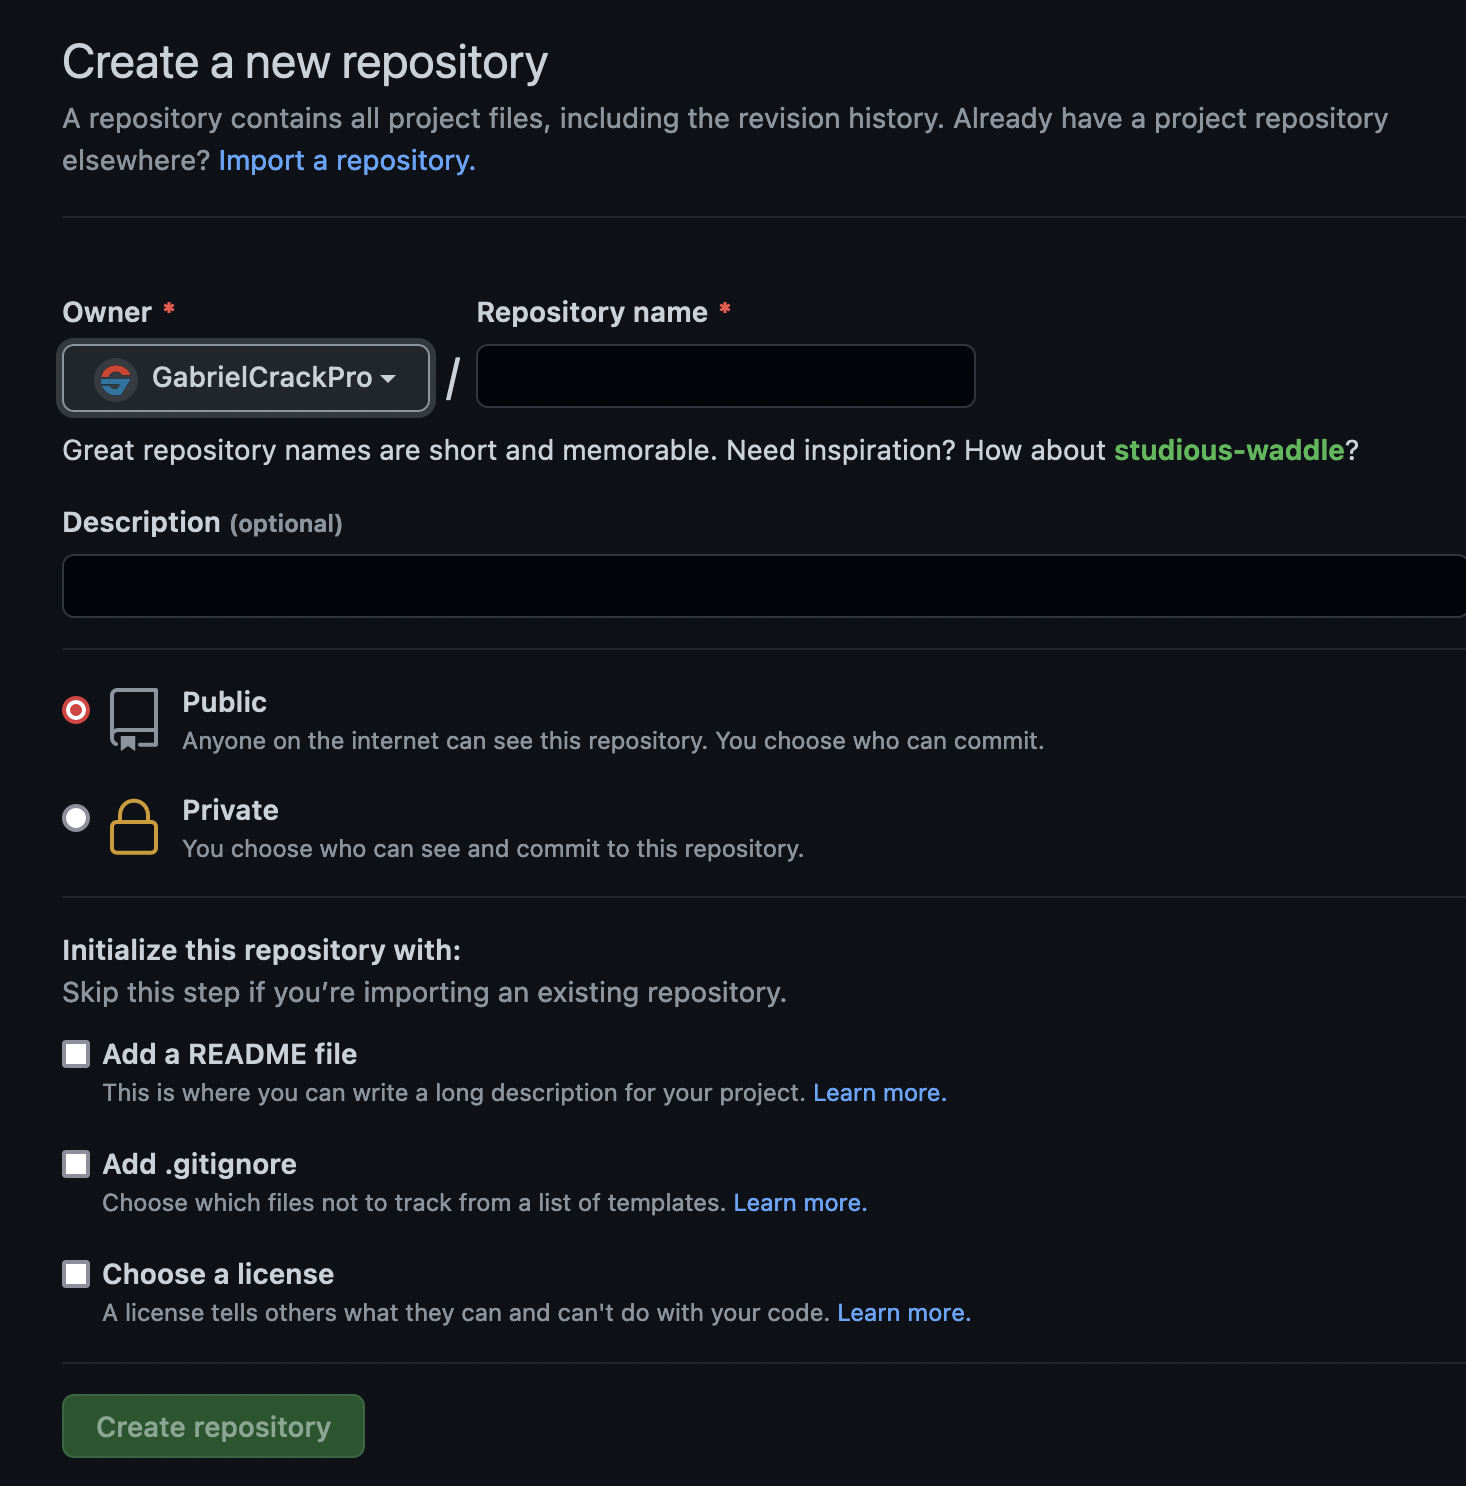 Create a new repository
A repository contains all project files, including the revision history. Already have a project repository
elsewhere? Import a repository.
Owner * Repository name *
GabrielCrackPro /
Great repository names are short and memorable. Need inspiration? How about studious-waddle?
Description (optional)
Public
Anyone on the internet can see this repository. You choose who can commit.
Private
You choose who can see and commit to this repository.
Initialize this repository with:
Skip this step if you’re importing an existing repository.
Add a README file
This is where you can write a long description for your project. Learn more.
Add .gitignore
Choose which files not to track from a list of templates. Learn more.
Choose a license
A license tells others what they can and can't do with your code. Learn more.
Create repository